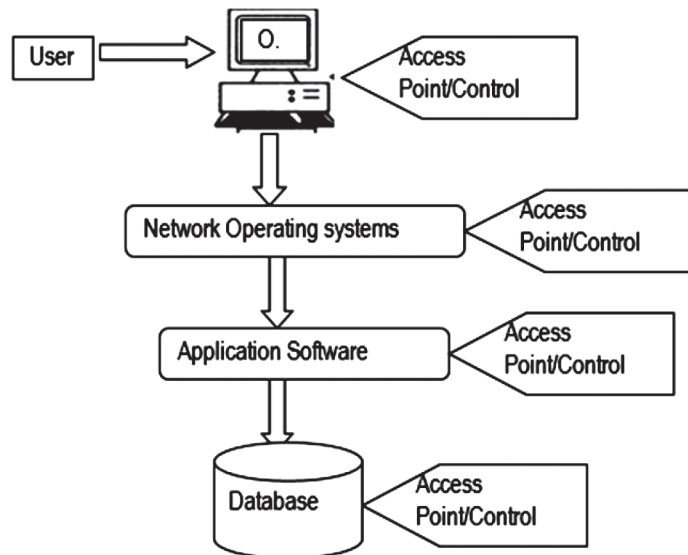 User
O.
Access
Point/Control
Network Operating systems
Access
Point/Control
Application Software
Access
Point/Control
Database
Access
Point/Control